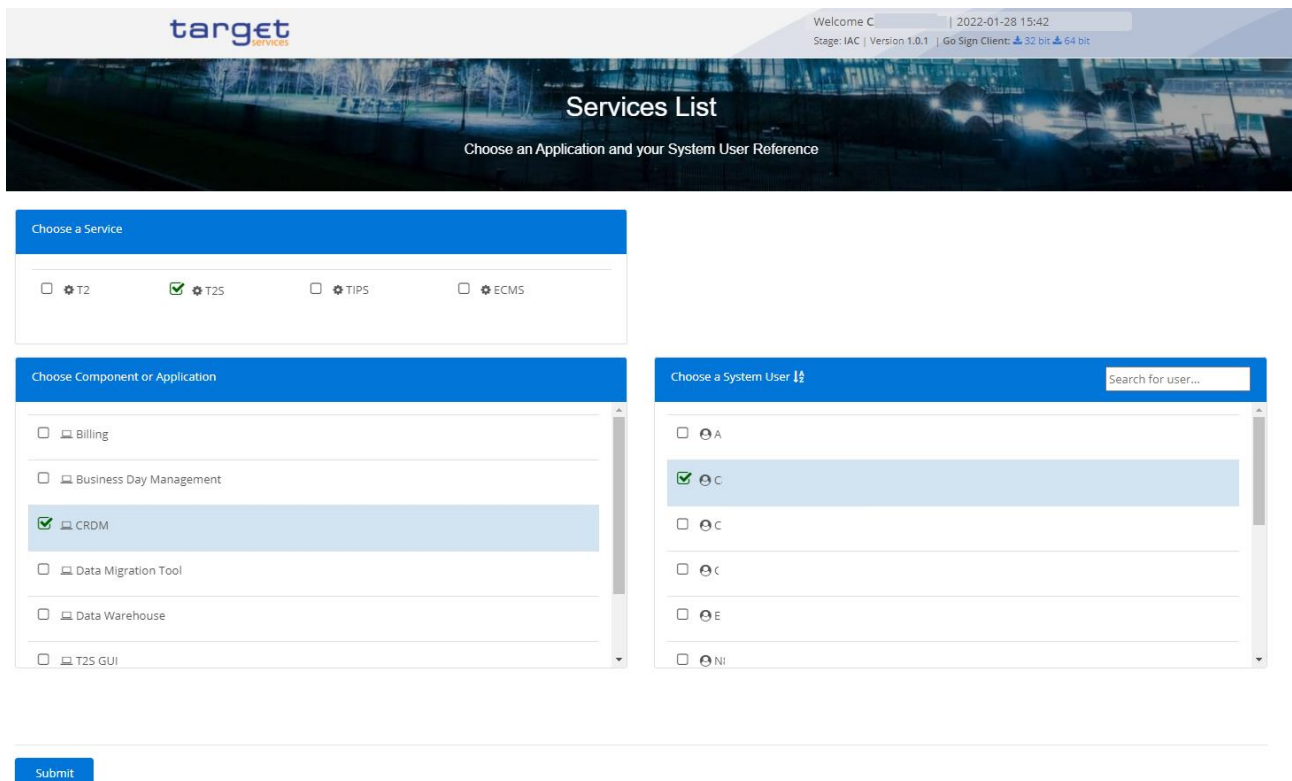 target
services
Welcome C | 2022-01-28 15:42
Stage: IAC | Version 1.0.1 | Go Sign Client: 32 bit 64 bit
Services List
Choose an Application and your System User Reference
Choose a Service
T2 T2S TIPS ECMS
Choose Component or Application
Billing
Business Day Management
CRDM
Data Migration Tool
Data Warehouse
T2S GUI
Choose a System User
Search for user...
A
C
C
E
Submit